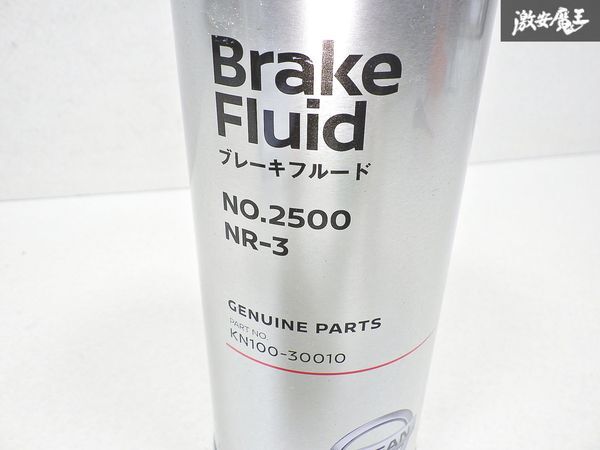 激安魔王
Brake
Fluid
ブレーキフルード
NO.2500
NR-3
GENUINE PARTS
PART NO.
KN100-30010